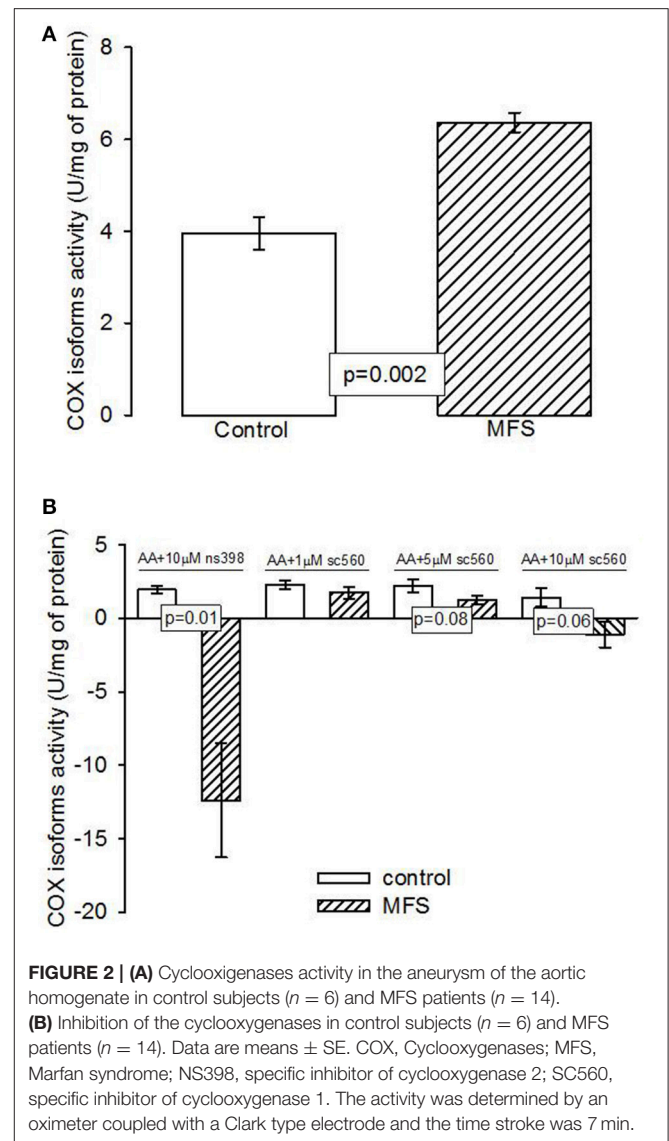 A
COX isoforms activity (U/mg of protein)
8
6
4
2
0
p=0.002
Control
MFS
B
COX isoforms activity (U/mg of protein)
5
0
-5
-10
-15
-20
AA+10µM ns398
AA+1µM sc560
AA+5µM sc560
AA+10µM sc560
p=0.01
p=0.08
p=0.06
control
MFS
FIGURE 2 | (A) Cyclooxigenases activity in the aneurysm of the aortic
homogenate in control subjects (n = 6) and MFS patients (n = 14).
(B) Inhibition of the cyclooxygenases in control subjects (n = 6) and MFS
patients (n = 14). Data are means ± SE. COX, Cyclooxygenases; MFS,
Marfan syndrome; NS398, specific inhibitor of cyclooxygenase 2; SC560,
specific inhibitor of cyclooxygenase 1. The activity was determined by an
oximeter coupled with a Clark type electrode and the time stroke was 7 min.